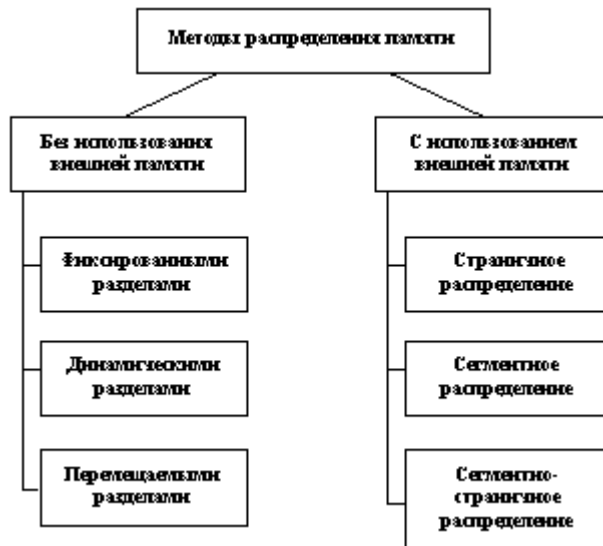 Методы распределения памяти
Без использования
внешней памяти
С использованием
внешней памяти
Фиксированными
разделами
Динамическими
разделами
Перемещаемыми
разделами
Страничное
распределение
Сегментное
распределение
Сегментно-
страничное
распределение